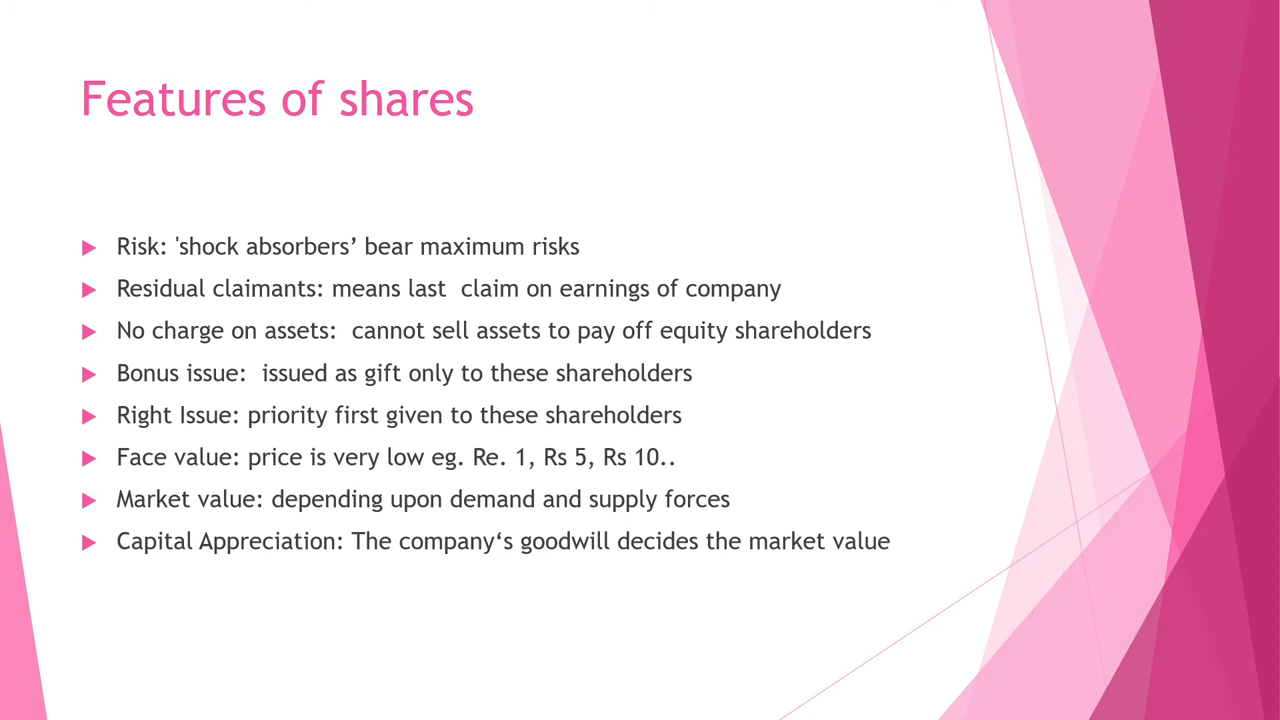 Features of shares
Risk: 'shock absorbers’ bear maximum risks
Residual claimants: means last  claim on earnings of company
No charge on assets:  cannot sell assets to pay off equity shareholders
Bonus issue:  issued as gift only to these shareholders
Right Issue: priority first given to these shareholders
Face value: price is very low eg. Re. 1, Rs 5, Rs 10..
Market value: depending upon demand and supply forces
Capital Appreciation: The company‘s goodwill decides the market value